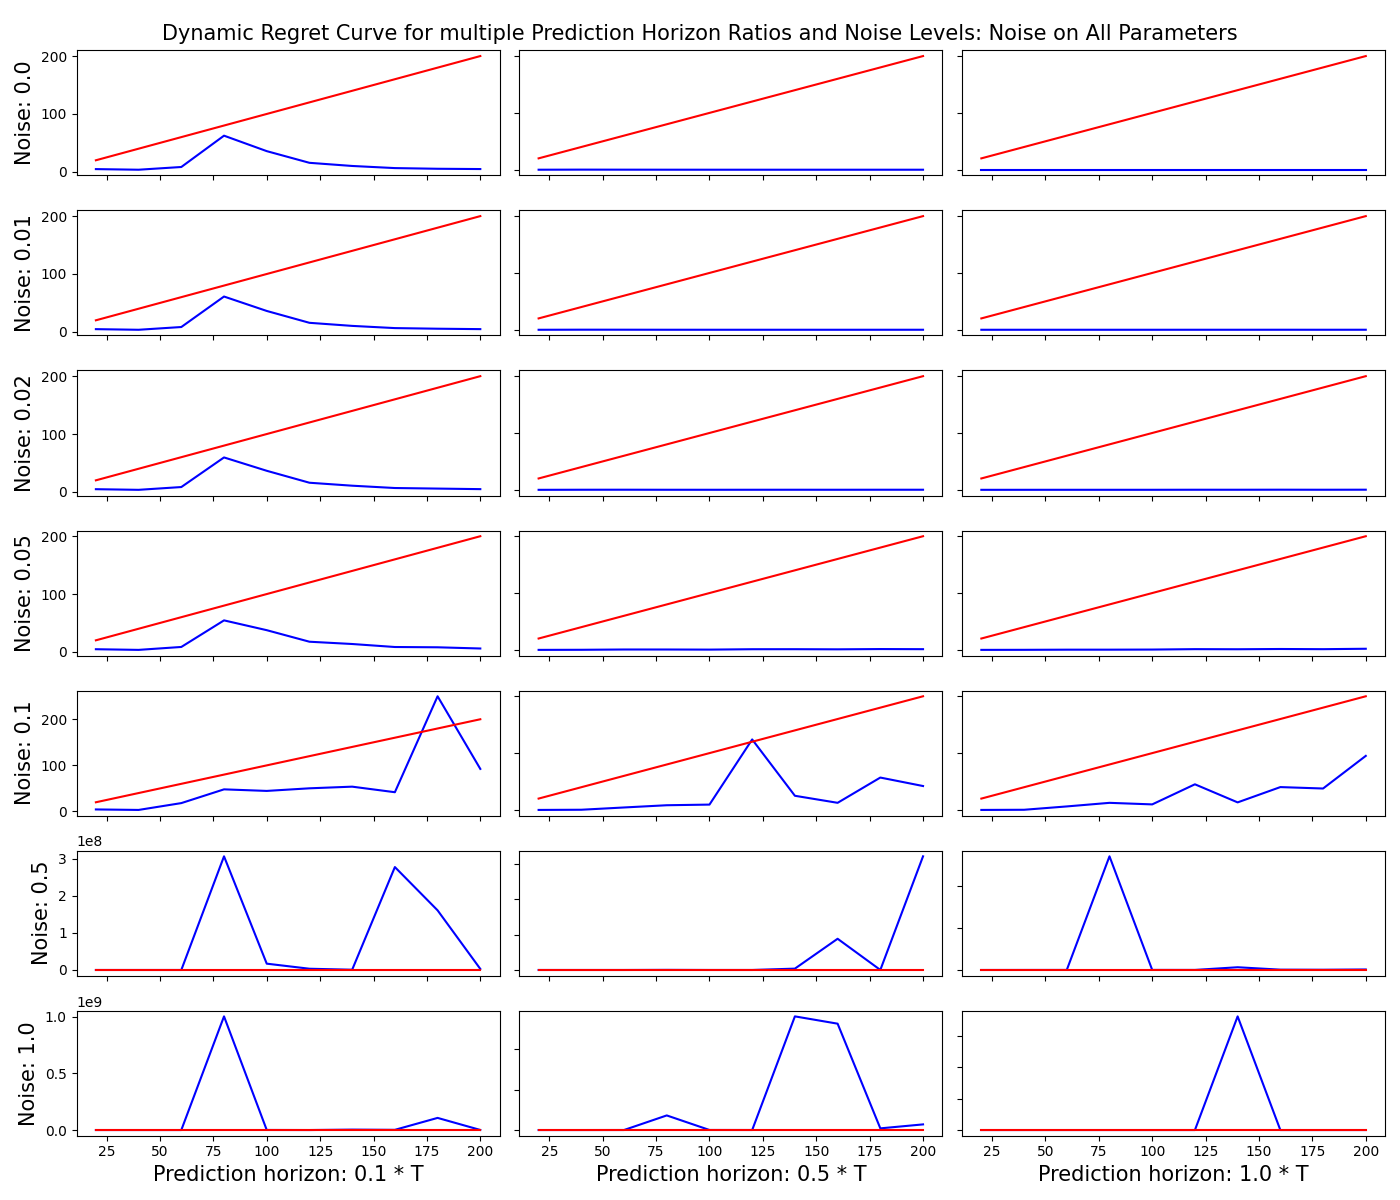 Dynamic Regret Curve for multiple Prediction Horizon Ratios and Noise Levels: Noise on All Parameters
Noise: 0.0
200
100
0
Noise: 0.01
200
100
0
Noise: 0.02
200
100
0
Noise: 0.05
200
100
0
Noise: 0.1
200
100
0
1e8
Noise: 0.5
3
2
1
0
1e9
Noise: 1.0
1.0
0.5
0.0
25 50 75 100 125 150 175 200
25 50 75 100 125 150 175 200
25 50 75 100 125 150 175 200
Prediction horizon: 0.1 * T
Prediction horizon: 0.5 * T
Prediction horizon: 1.0 * T